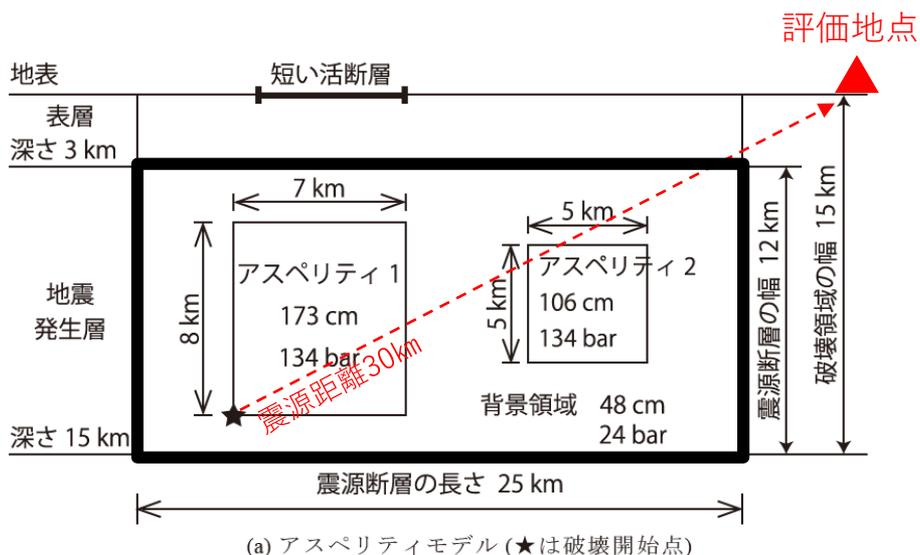 評価地点
地表
短い活断層
表層
深さ 3 km
7 km
5 km
アスペリティ 1
173 cm
134 bar
8 km
アスペリティ 2
106 cm
134 bar
5 km
地震
発生層
震源距離30㎞
背景領域 48 cm
24 bar
震源断層の幅 12 km
破壊領域の幅 15 km
深さ 15 km
震源断層の長さ 25 km
(a) アスペリティモデル (★は破壊開始点)